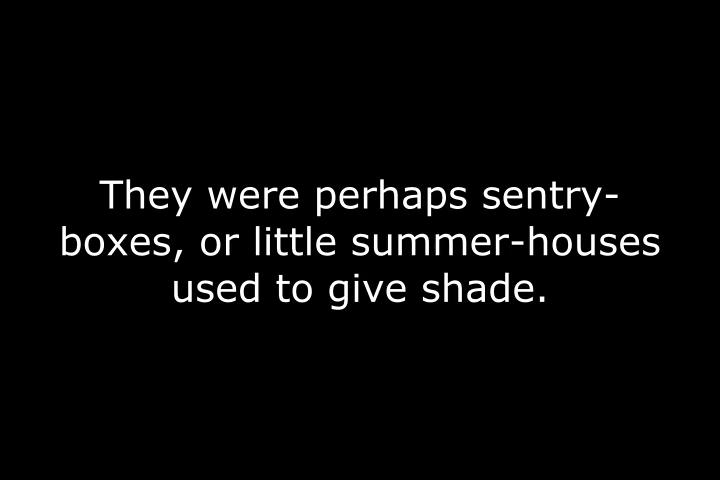 They were perhaps sentry-
boxes, or little summer-houses
used to give shade.